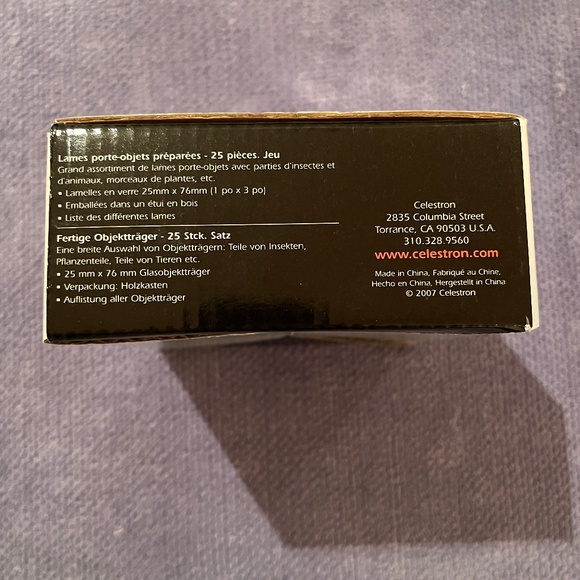 Lames porte-objets préparées - 25 pièces. Jeu
Grand assortiment de lames porte-objets avec parties d'insectes et
d'animaux, morceaux de plantes, etc.
• Lamelles en verre 25mm x 76mm (1 po x 3 po)
• Emballées dans un étui en bois
• Liste des différentes lames
Fertige Objektträger - 25 Stck. Satz
Eine breite Auswahl von Objektträgern: Teile von Insekten,
Pflanzenteile, Teile von Tieren etc.
• 25 mm x 76 mm Glasobjektträger
• Verpackung: Holzkasten
• Auflistung aller Objektträger
Celestron
2835 Columbia Street
Torrance, CA 90503 U.S.A.
310.328.9560
www.celestron.com
Made in China, Fabriqué au Chine,
Hecho en China, Hergestellt in China
© 2007 Celestron